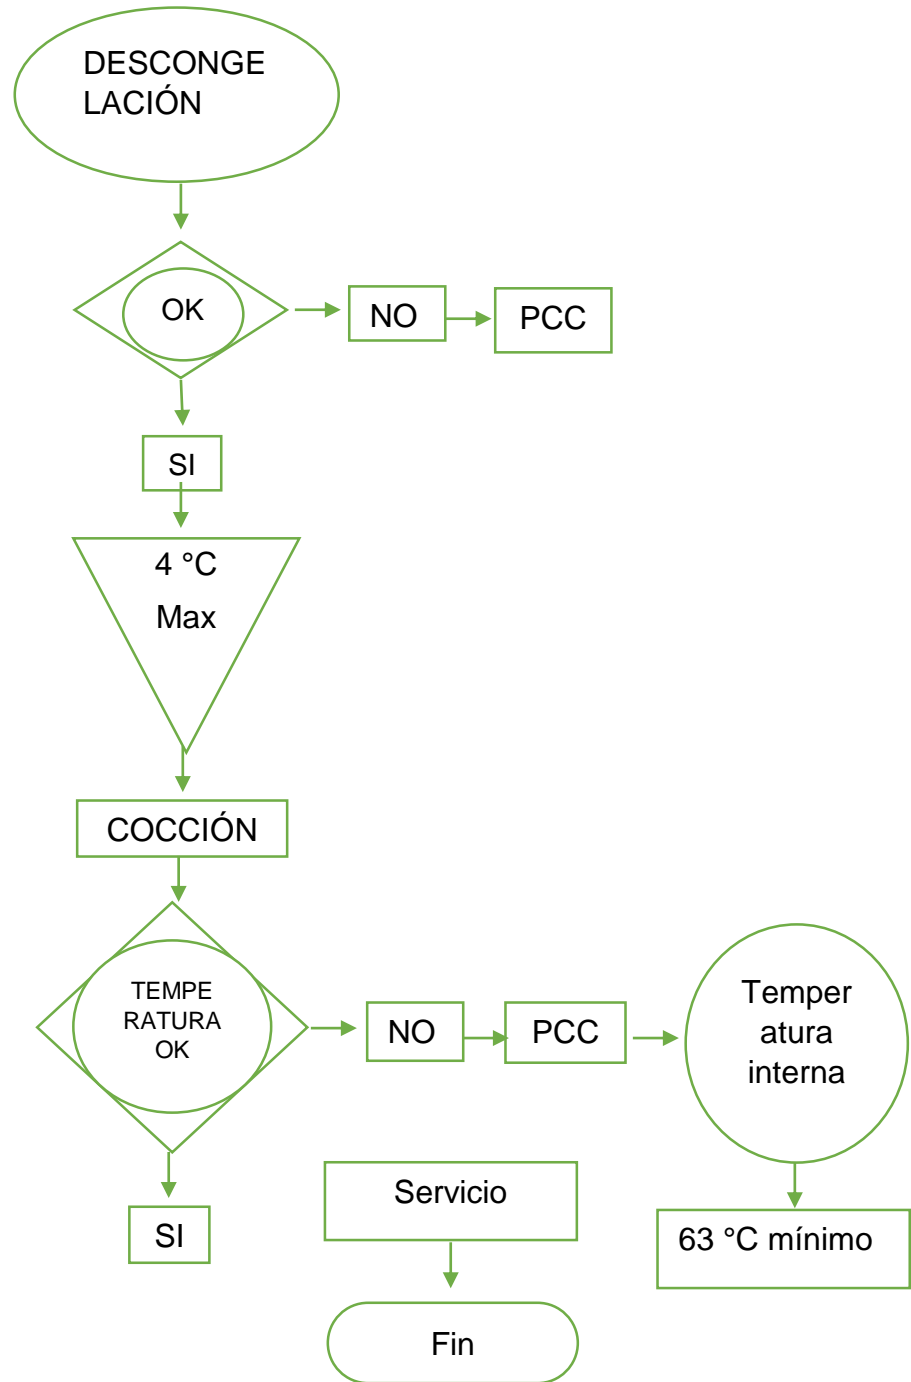 DESCONGE
LACIÓN
OK
NO
PCC
SI
4 °C
Max
COCCIÓN
TEMPE
RATURA
OK
NO
PCC
Temper
atura
interna
SI
Servicio
63 °C mínimo
Fin